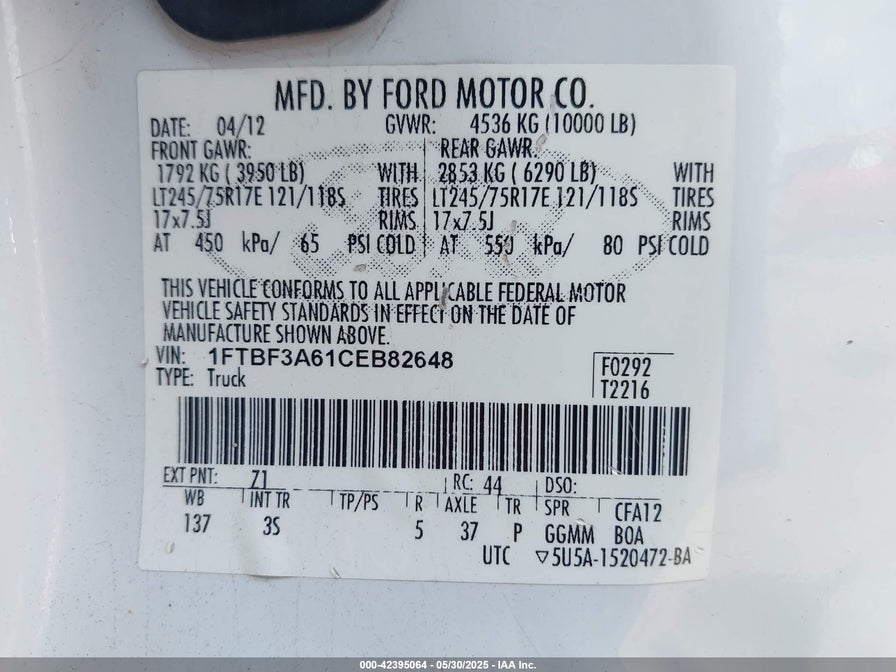 MFD. BY FORD MOTOR CO.
DATE: 04/12 GVWR: 4536 KG (10000 LB)
FRONT GAWR: REAR GAWR:
1792 KG ( 3950 LB) WITH 2853 KG ( 6290 LB) WITH
LT245/75R17E 121/118S TIRES LT245/75R17E 121/118S TIRES
17x7.5J RIMS 17x7.5J RIMS
AT 450 kPa/ 65 PSI COLD AT 550 kPa/ 80 PSI COLD
THIS VEHICLE CONFORMS TO ALL APPLICABLE FEDERAL MOTOR
VEHICLE SAFETY STANDARDS IN EFFECT ON THE DATE OF
MANUFACTURE SHOWN ABOVE.
VIN: 1FTBF3A61CEB82648
TYPE: Truck
F0292
T2216
EXT PNT: Z1 RC: 44 DSO:
WB INT TR TP/PS R AXLE TR SPR CFA12
137 3S 5 37 P GGMM BOA
UTC ▽5U5A-1520472-BA
000-42395064 - 05/30/2025 - IAA Inc.